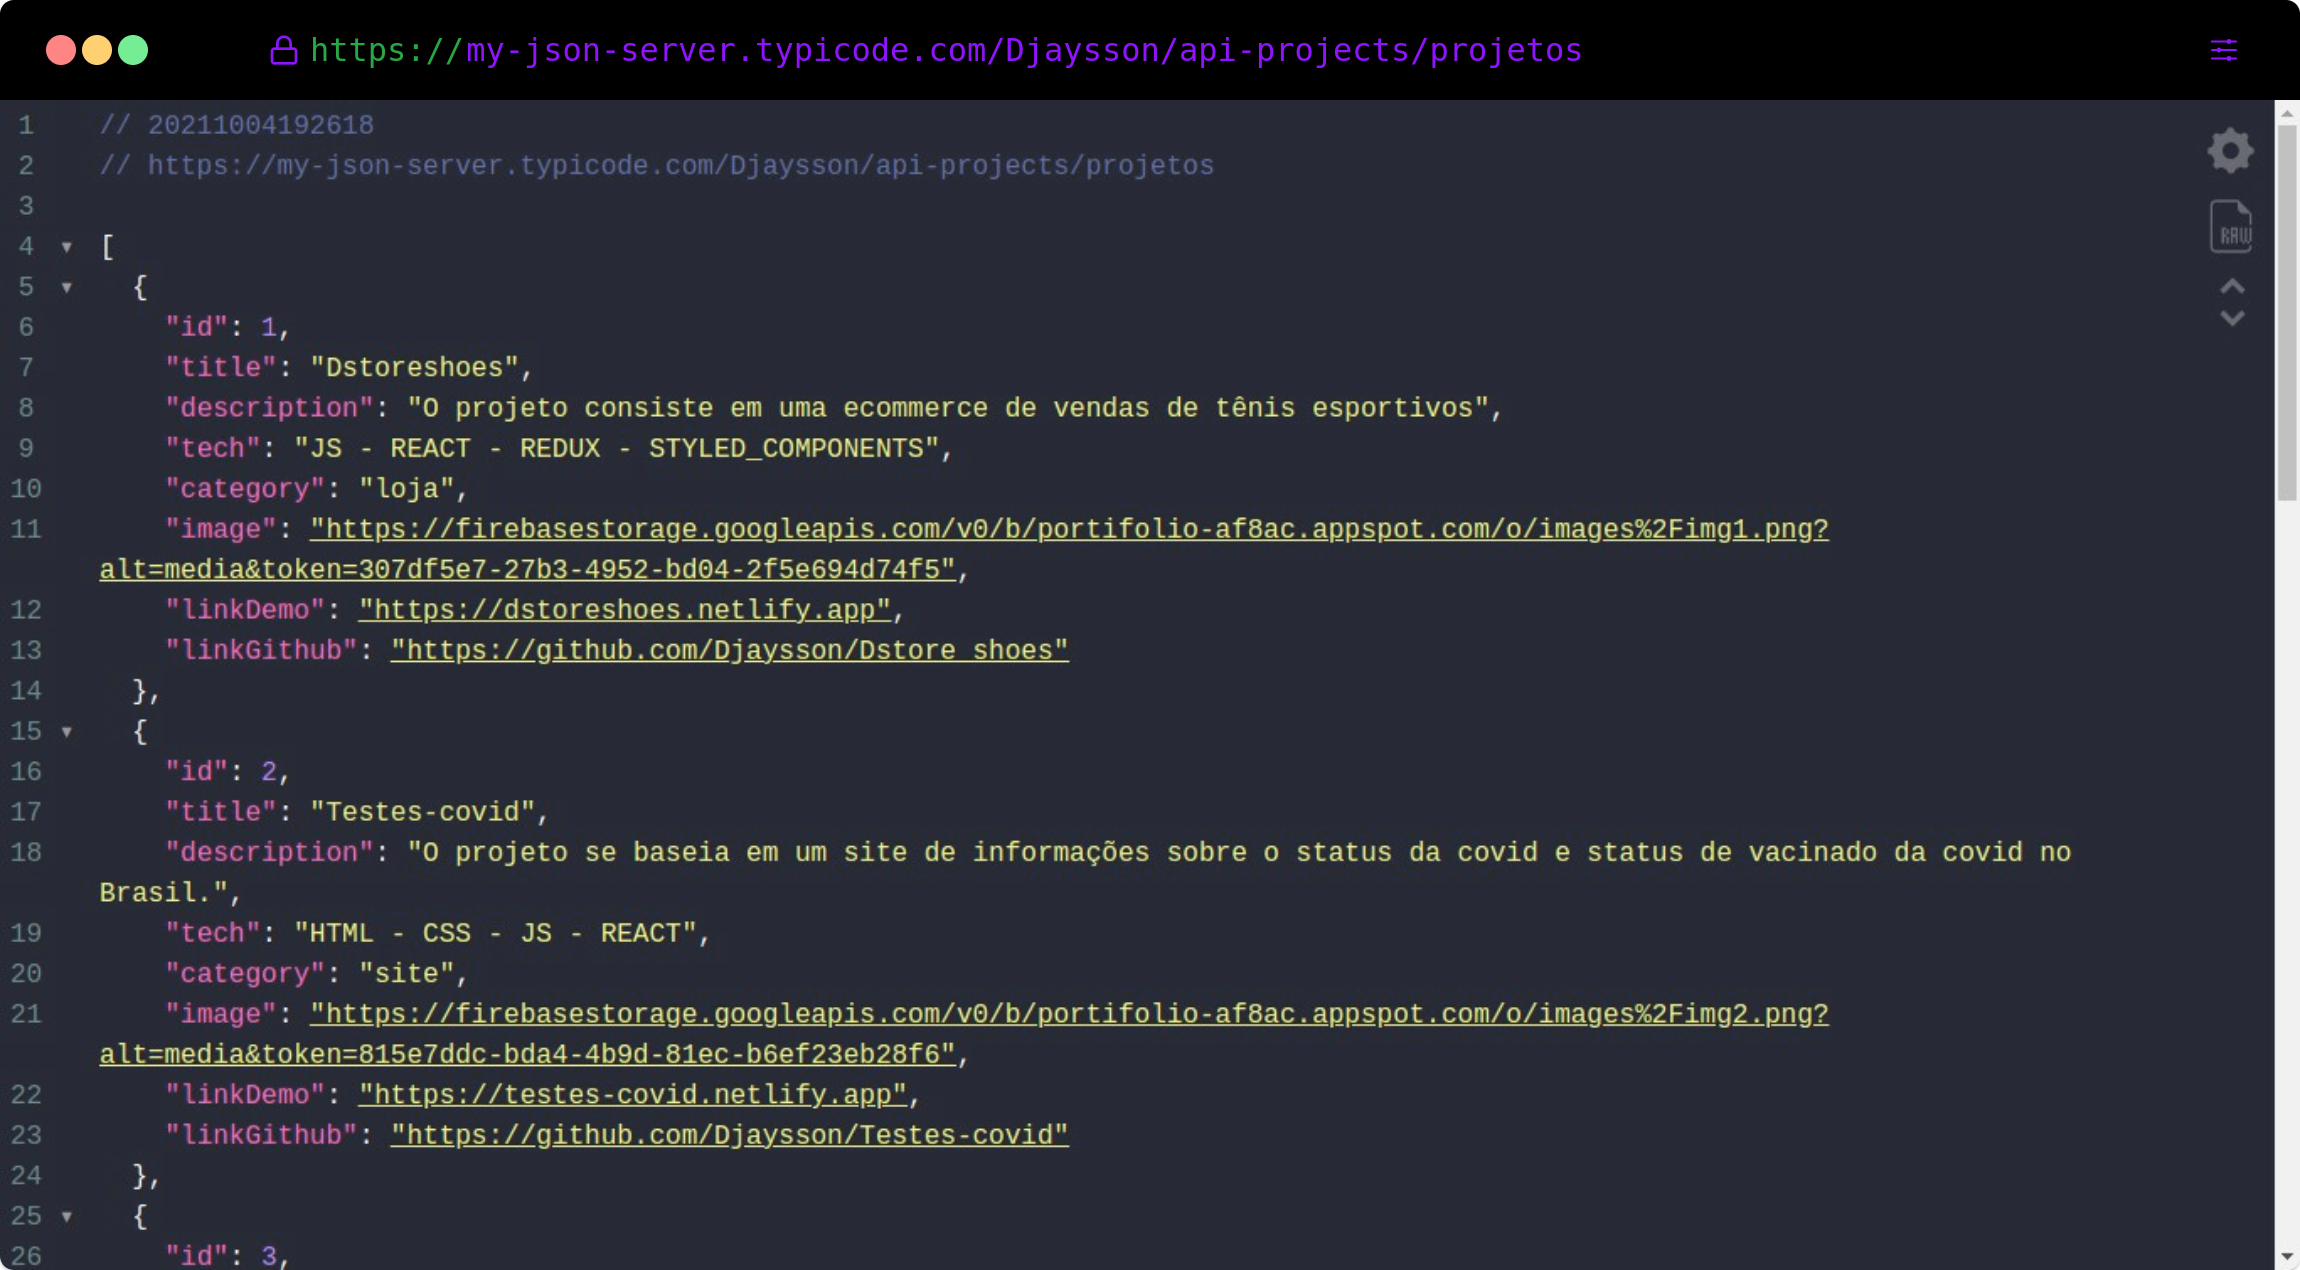 https://my-json-server.typicode.com/Djaysson/api-projects/projetos
1 // 20211004192618
2 // https://my-json-server.typicode.com/Djaysson/api-projects/projetos
3
4 ▼ [
5 ▼ {
RAW
6 "id": 1,
7 "title": "Dstoreshoes",
8 "description": "O projeto consiste em uma ecommerce de vendas de tênis esportivos",
9 "tech": "JS - REACT - REDUX - STYLED_COMPONENTS",
10 "category": "loja",
11 "image": "https://firebasestorage.googleapis.com/v0/b/portifolio-af8ac.appspot.com/o/images%2Fimg1.png?
alt=media&token=307df5e7-27b3-4952-bd04-2f5e694d74f5",
12 "linkDemo": "https://dstoreshoes.netlify.app",
13 "linkGithub": "https://github.com/Djaysson/Dstore_shoes"
14 },
15 ▼ {
16 "id": 2,
17 "title": "Testes-covid",
18 "description": "O projeto se baseia em um site de informações sobre o status da covid e status de vacinado da covid no
Brasil.",
19 "tech": "HTML - CSS - JS - REACT",
20 "category": "site",
21 "image": "https://firebasestorage.googleapis.com/v0/b/portifolio-af8ac.appspot.com/o/images%2Fimg2.png?
alt=media&token=815e7ddc-bda4-4b9d-81ec-b6ef23eb28f6",
22 "linkDemo": "https://testes-covid.netlify.app",
23 "linkGithub": "https://github.com/Djaysson/Testes-covid"
24 },
25 ▼ {
26 "id": 3,